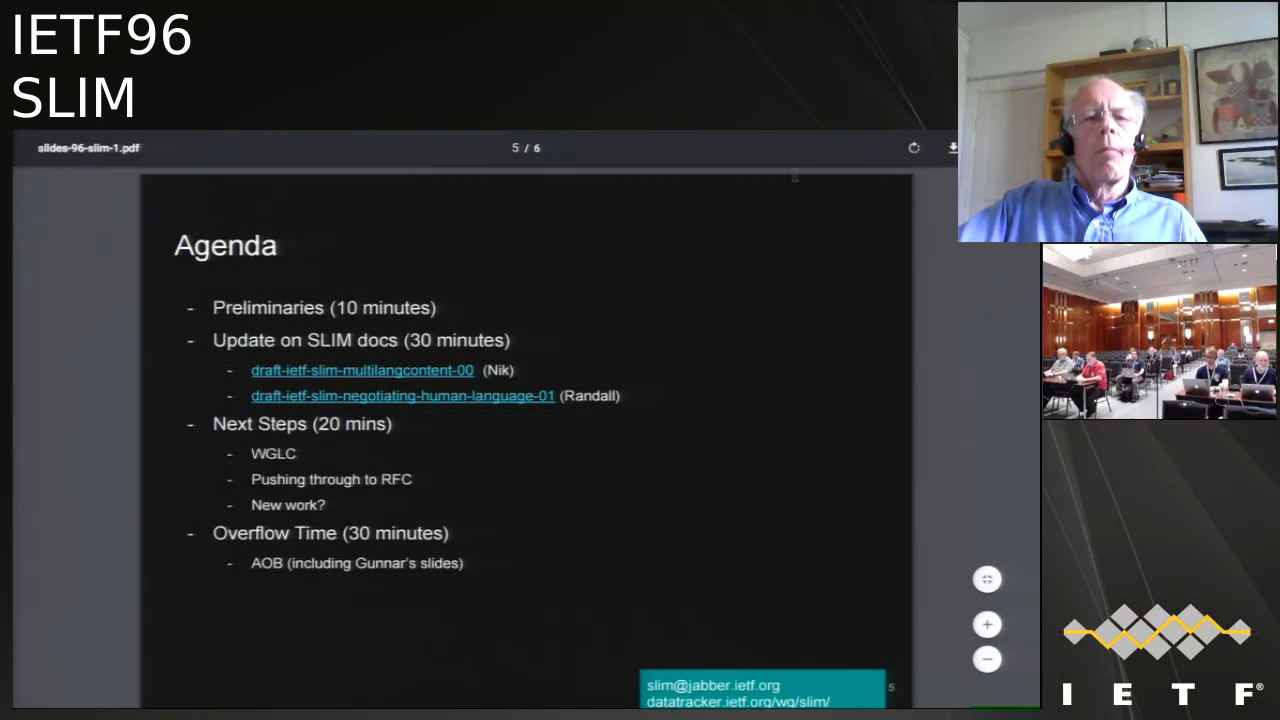 IETF96
SLIM
slides-96-slim-1.pdf
5 / 6
Agenda
- Preliminaries (10 minutes)
- Update on SLIM docs (30 minutes)
- draft-ietf-slim-multilangcontent-00 (Nik)
- draft-ietf-slim-negotiating-human-language-01 (Randall)
- Next Steps (20 mins)
- WGLC
- Pushing through to RFC
- New work?
- Overflow Time (30 minutes)
- AOB (including Gunnar's slides)
slim@jabber.ietf.org
5
datatracker.ietf.org/wg/slim/
I E T F®